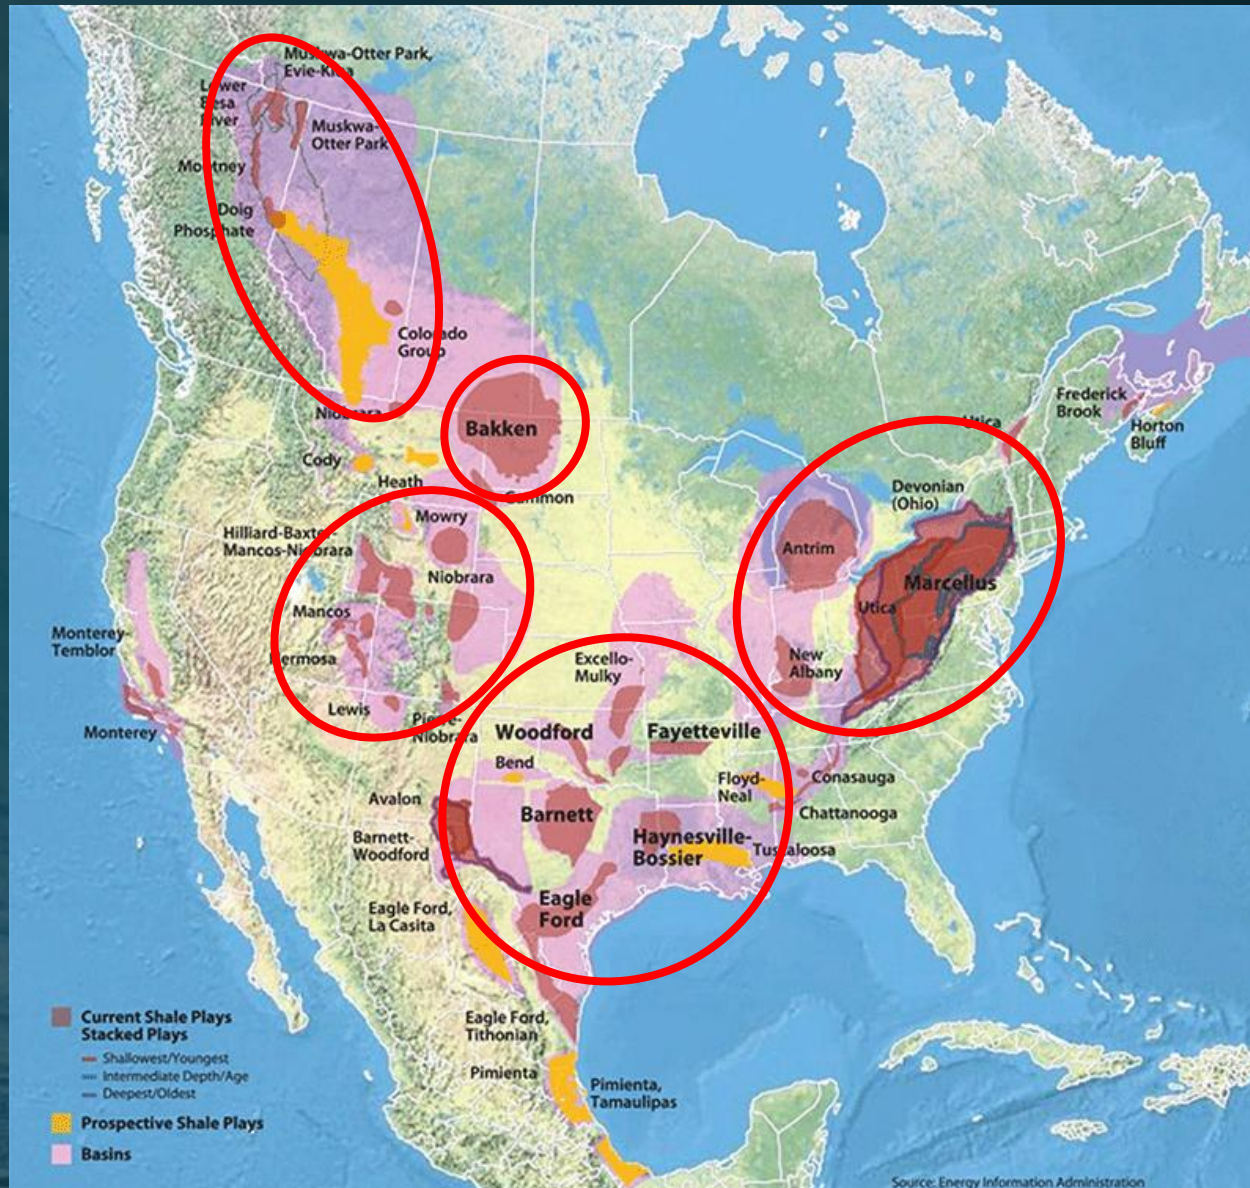 Muskwa-Otter Park,
Evie-Klua
Lower
Besa
River
Muskwa-
Otter Park
Montney
Doig
Phosphate
Colorado
Group
Niobrara
Bakken
Cody
Heath
Gammon
Mowry
Hilliard-Baxter-
Mancos-Niobrara
Niobrara
Mancos
Hermosa
Lewis
Pierre-
Niobrara
Monterey-
Temblor
Monterey
Utica
Frederick
Brook
Horton
Bluff
Devonian
(Ohio)
Antrim
Marcellus
Utica
New
Albany
Excello-
Mulky
Woodford
Fayetteville
Bend
Floyd-
Neal
Conasauga
Chattanooga
Avalon
Barnett
Barnett-
Woodford
Haynesville-
Bossier
Tuscaloosa
Eagle
Ford
Eagle Ford,
La Casita
Eagle Ford,
Tithonian
Pimienta
Pimienta,
Tamaulipas
Current Shale Plays
Stacked Plays
Shallowest/Youngest
Intermediate Depth/Age
Deepest/Oldest
Prospective Shale Plays
Basins
Source: Energy Information Administration